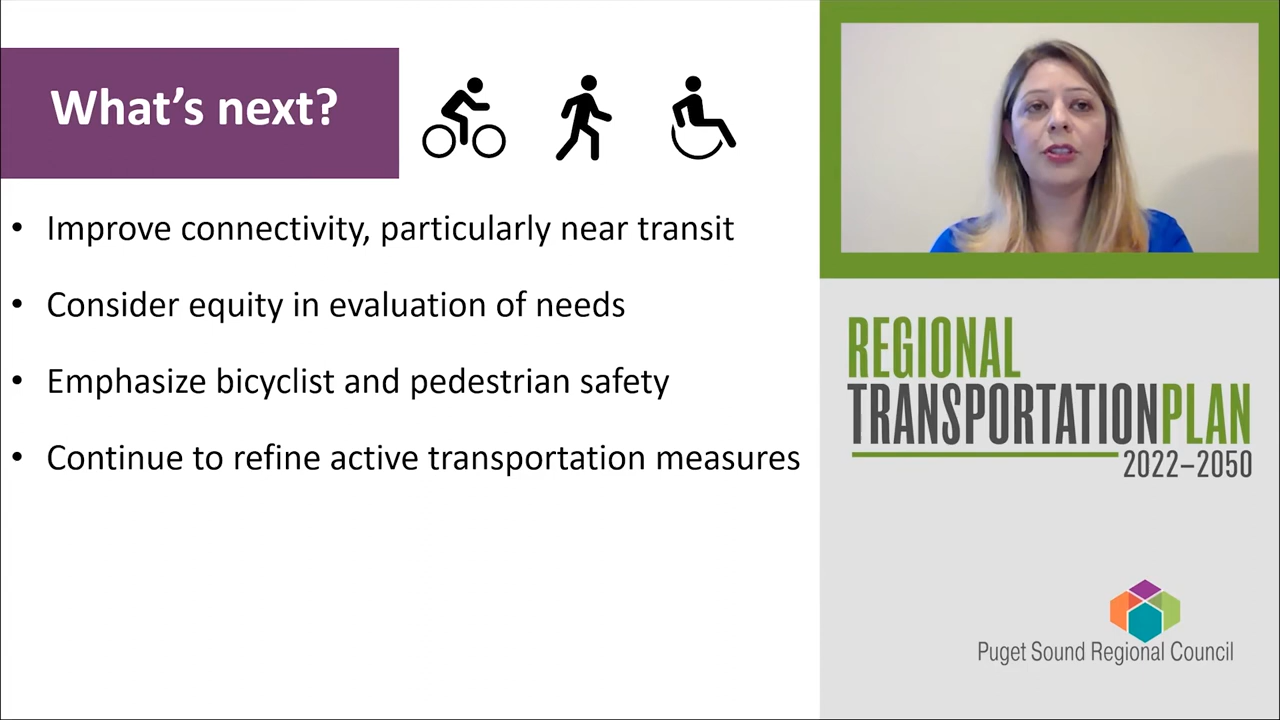 What's next?
• Improve connectivity, particularly near transit
• Consider equity in evaluation of needs
• Emphasize bicyclist and pedestrian safety
• Continue to refine active transportation measures
REGIONAL
TRANSPORTATIONPLAN
2022–2050
Puget Sound Regional Council